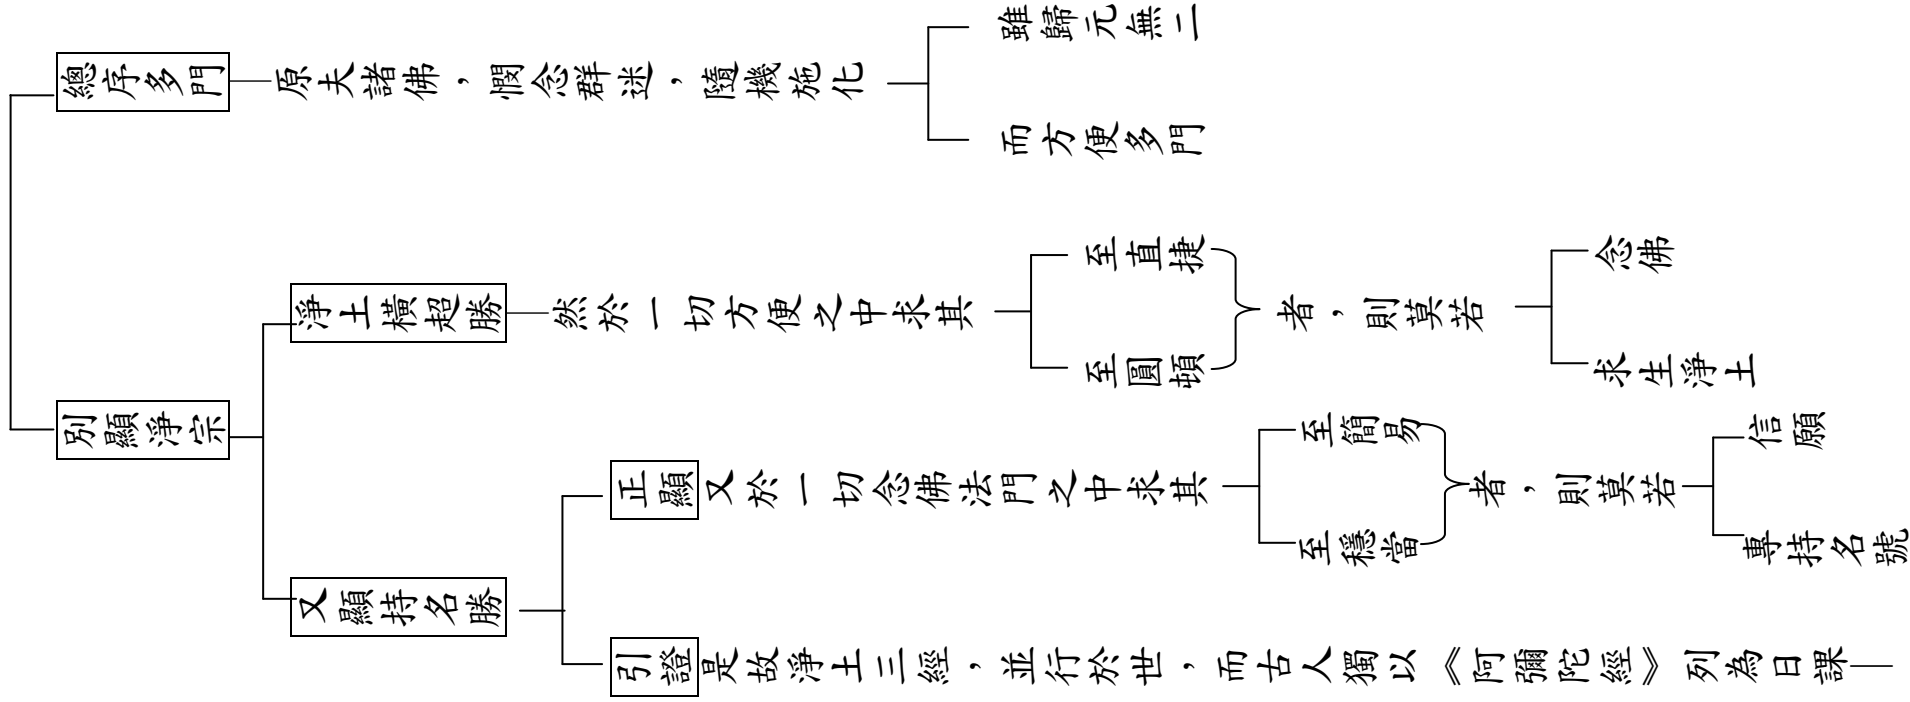 總序多門
原夫諸佛，憫念群迷，隨機施化
雖歸元無二
而方便多門
別顯淨宗
淨土橫超勝
然於一切方便之中求其
至直捷
至圓頓
者，則莫若
念佛
求生淨土
又顯持名勝
正顯
又於一切念佛法門之中求其
至簡易
至穩當
者，則莫若
信願
專持名號
引證
是故淨土三經，並行於世，而古人獨以《阿彌陀經》列為日課